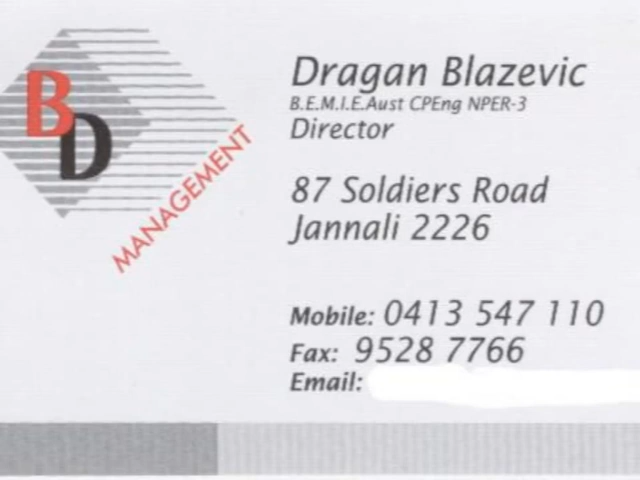 BD
MANAGEMENT
Dragan Blazevic
B.E.M.I.E.Aust CPEng NPER-3
Director
87 Soldiers Road
Jannali 2226
Mobile: 0413 547 110
Fax: 9528 7766
Email: